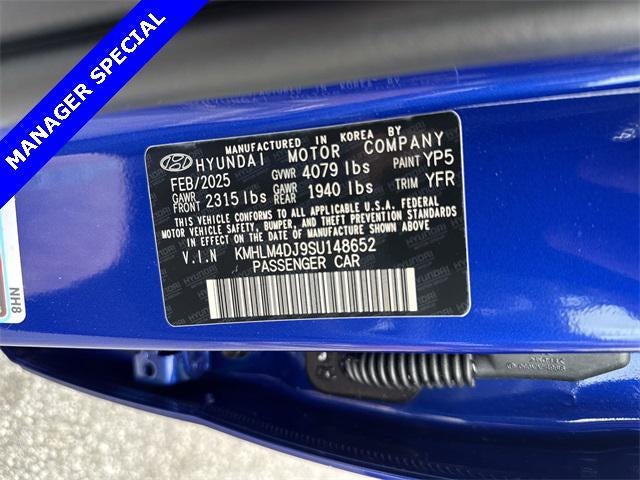 MANAGER SPECIAL
MANUFACTURED IN KOREA BY
HYUNDAI MOTOR COMPANY
FEB/2025 GVWR 4079 lbs PAINT YP5
GAWR FRONT 2315 lbs GAWR REAR 1940 lbs TRIM YFR
THIS VEHICLE CONFORMS TO ALL APPLICABLE U.S.A. FEDERAL
MOTOR VEHICLE SAFETY, BUMPER, AND THEFT PREVENTION
STANDARDS IN EFFECT ON THE DATE OF MANUFACTURE SHOWN ABOVE
V.I.N KMHLM4DJ9SU148652
PASSENGER CAR
NH8